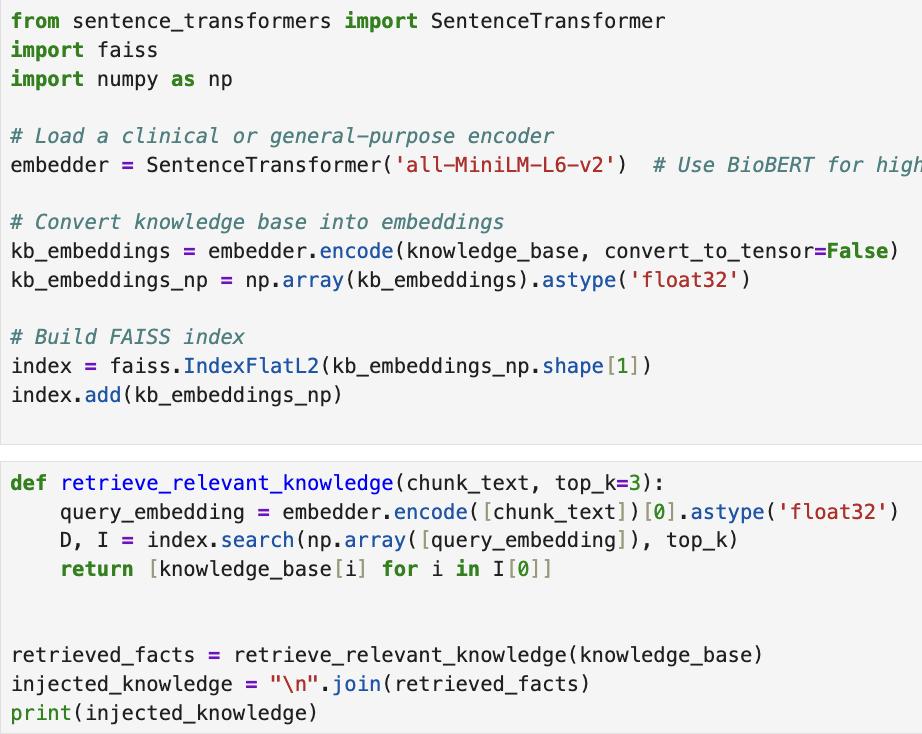 from sentence_transformers import SentenceTransformer
import faiss
import numpy as np
# Load a clinical or general-purpose encoder
embedder = SentenceTransformer('all-MiniLM-L6-v2')  # Use BioBERT for high
# Convert knowledge base into embeddings
kb_embeddings = embedder.encode(knowledge_base, convert_to_tensor=False)
kb_embeddings_np = np.array(kb_embeddings).astype('float32')
# Build FAISS index
index = faiss.IndexFlatL2(kb_embeddings_np.shape[1])
index.add(kb_embeddings_np)
def retrieve_relevant_knowledge(chunk_text, top_k=3):
    query_embedding = embedder.encode([chunk_text])[0].astype('float32')
    D, I = index.search(np.array([query_embedding]), top_k)
    return [knowledge_base[i] for i in I[0]]
retrieved_facts = retrieve_relevant_knowledge(knowledge_base)
injected_knowledge = "\n".join(retrieved_facts)
print(injected_knowledge)